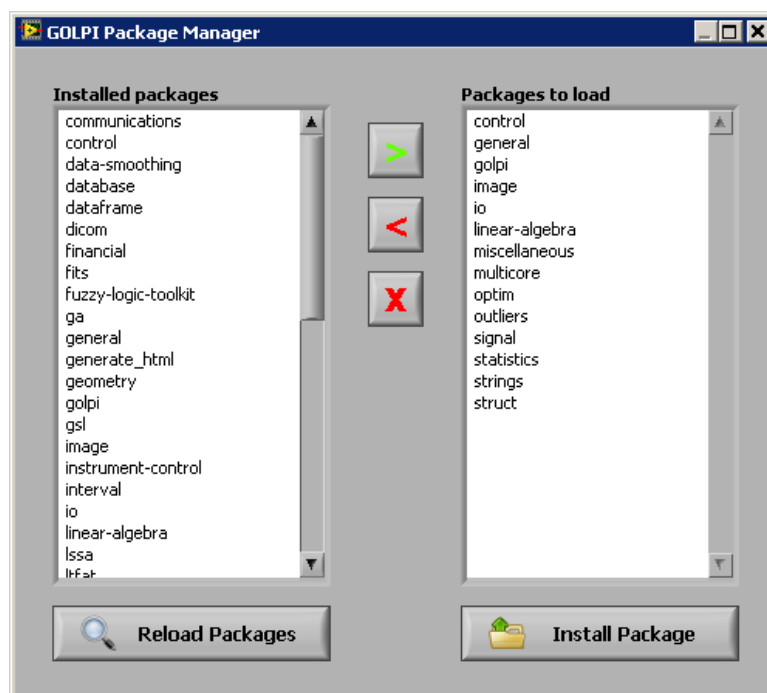 GOLPI Package Manager
Installed packages
communications
control
data-smoothing
database
dataframe
dicom
financial
fits
fuzzy-logic-toolkit
ga
general
generate_html
geometry
golpi
gsl
image
instrument-control
interval
io
linear-algebra
lssa
ltfat
>
<
X
Packages to load
control
general
golpi
image
io
linear-algebra
miscellaneous
multicore
optim
outliers
signal
statistics
strings
struct
Reload Packages
Install Package